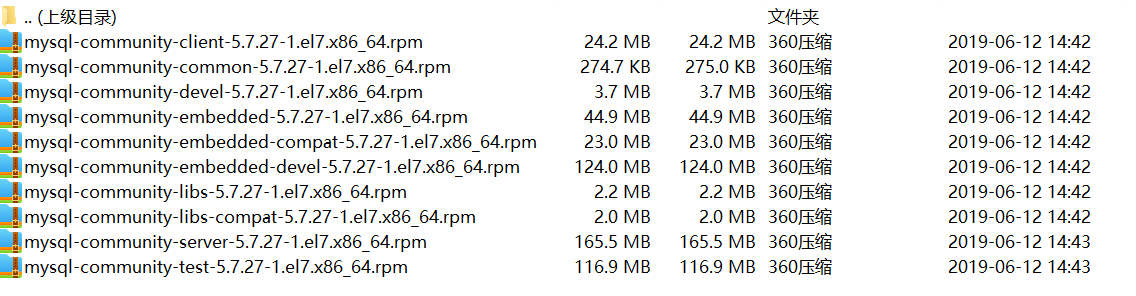 .. (上级目录) 文件夹
mysql-community-client-5.7.27-1.el7.x86_64.rpm 24.2 MB 24.2 MB 360压缩 2019-06-12 14:42
mysql-community-common-5.7.27-1.el7.x86_64.rpm 274.7 KB 275.0 KB 360压缩 2019-06-12 14:42
mysql-community-devel-5.7.27-1.el7.x86_64.rpm 3.7 MB 3.7 MB 360压缩 2019-06-12 14:42
mysql-community-embedded-5.7.27-1.el7.x86_64.rpm 44.9 MB 44.9 MB 360压缩 2019-06-12 14:42
mysql-community-embedded-compat-5.7.27-1.el7.x86_64.rpm 23.0 MB 23.0 MB 360压缩 2019-06-12 14:42
mysql-community-embedded-devel-5.7.27-1.el7.x86_64.rpm 124.0 MB 124.0 MB 360压缩 2019-06-12 14:42
mysql-community-libs-5.7.27-1.el7.x86_64.rpm 2.2 MB 2.2 MB 360压缩 2019-06-12 14:42
mysql-community-libs-compat-5.7.27-1.el7.x86_64.rpm 2.0 MB 2.0 MB 360压缩 2019-06-12 14:42
mysql-community-server-5.7.27-1.el7.x86_64.rpm 165.5 MB 165.5 MB 360压缩 2019-06-12 14:43
mysql-community-test-5.7.27-1.el7.x86_64.rpm 116.9 MB 116.9 MB 360压缩 2019-06-12 14:43